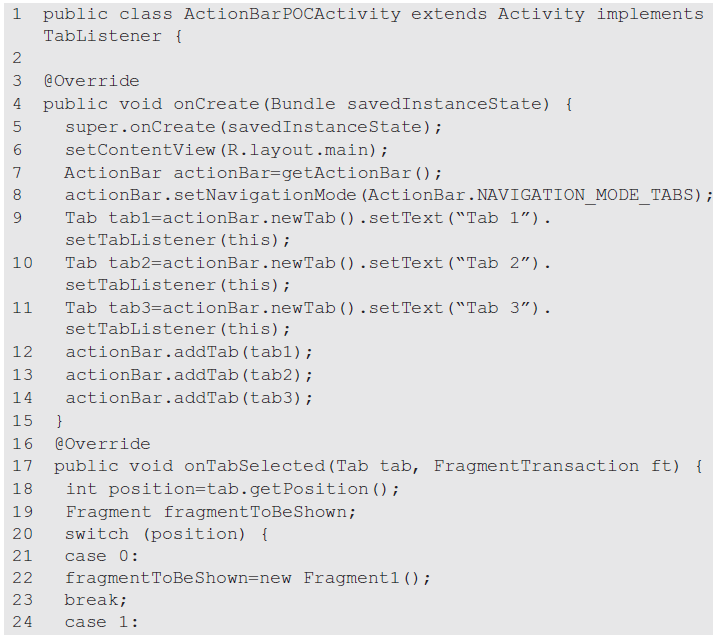 1 public class ActionBarPOCActivity extends Activity implements
TabListener {
2
3 @Override
4 public void onCreate(Bundle savedInstanceState) {
5 super.onCreate(savedInstanceState);
6 setContentView(R.layout.main);
7 ActionBar actionBar=getActionBar();
8 actionBar.setNavigationMode(ActionBar.NAVIGATION_MODE_TABS);
9 Tab tab1=actionBar.newTab().setText(“Tab 1”).
setTabListener(this);
10 Tab tab2=actionBar.newTab().setText(“Tab 2”).
setTabListener(this);
11 Tab tab3=actionBar.newTab().setText(“Tab 3”).
setTabListener(this);
12 actionBar.addTab(tab1);
13 actionBar.addTab(tab2);
14 actionBar.addTab(tab3);
15 }
16 @Override
17 public void onTabSelected(Tab tab, FragmentTransaction ft) {
18 int position=tab.getPosition();
19 Fragment fragmentToBeShown;
20 switch (position) {
21 case 0:
22 fragmentToBeShown=new Fragment1();
23 break;
24 case 1: